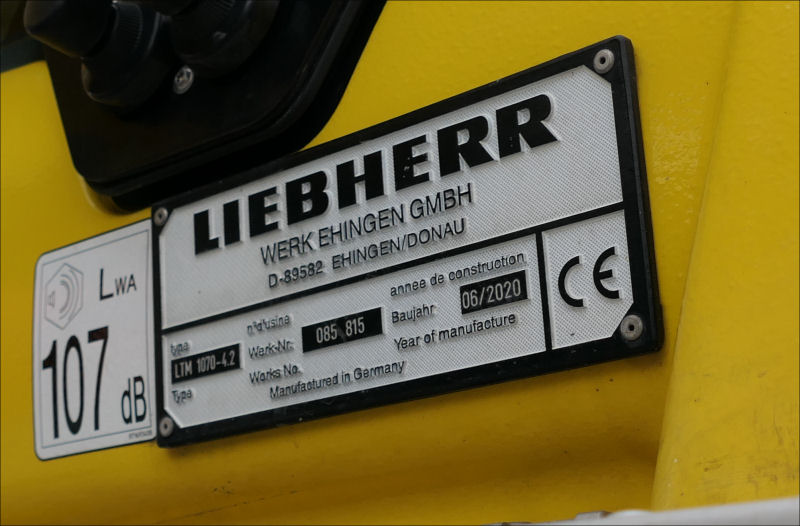 LIEBHERR
WERK EHINGEN GMBH
D-89582 EHINGEN/DONAU
type
LTM 1070-4.2
Type
n°d'usine
Werk-Nr.
Works No.
085 815
annee de construction
Baujahr
06/2020
Year of manufacture
Manufactured in Germany
CE
LWA
107
dB